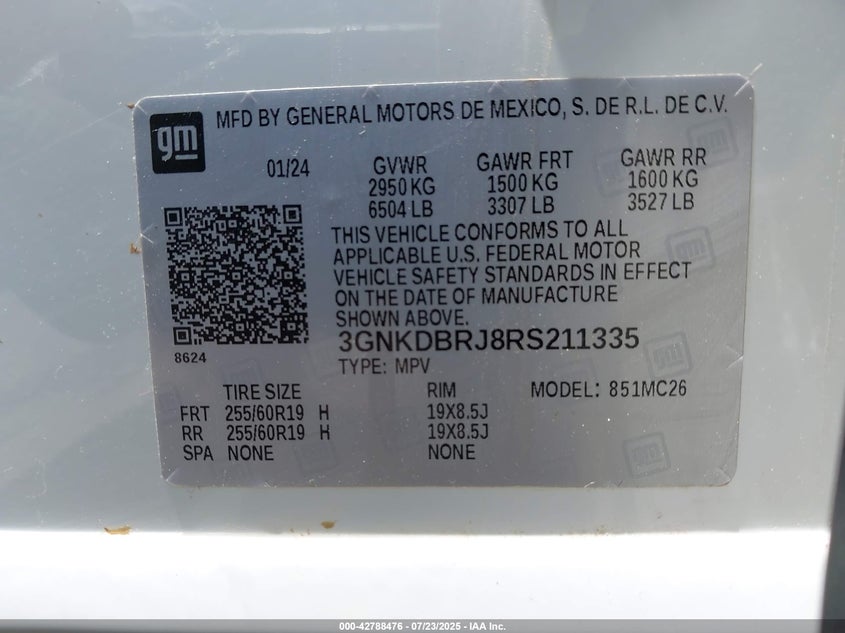 gm
MFD BY GENERAL MOTORS DE MEXICO, S. DE R.L. DE C.V.
01/24 GVWR GAWR FRT GAWR RR
2950 KG 1500 KG 1600 KG
6504 LB 3307 LB 3527 LB
THIS VEHICLE CONFORMS TO ALL
APPLICABLE U.S. FEDERAL MOTOR
VEHICLE SAFETY STANDARDS IN EFFECT
ON THE DATE OF MANUFACTURE
SHOWN ABOVE.
8624
3GNKDBRJ8RS211335
TYPE: MPV
TIRE SIZE RIM MODEL: 851MC26
FRT 255/60R19 H 19X8.5J
RR 255/60R19 H 19X8.5J
SPA NONE NONE
000-42788476 - 07/23/2025 - IAA Inc.